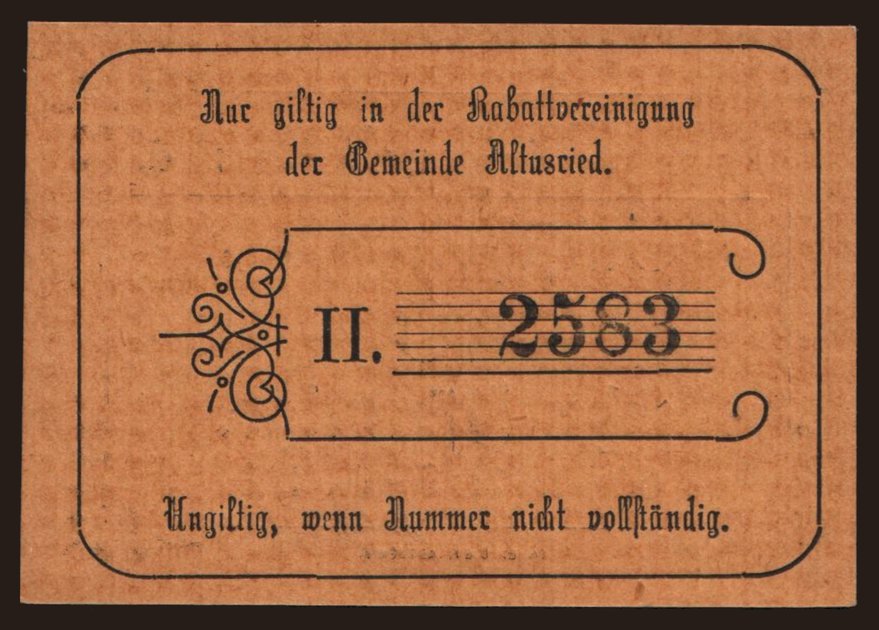 Nur giltig in der Rabattvereinigung
der Gemeinde Altusried.
II. 2583
Ungiltig, wenn Nummer nicht vollständig.